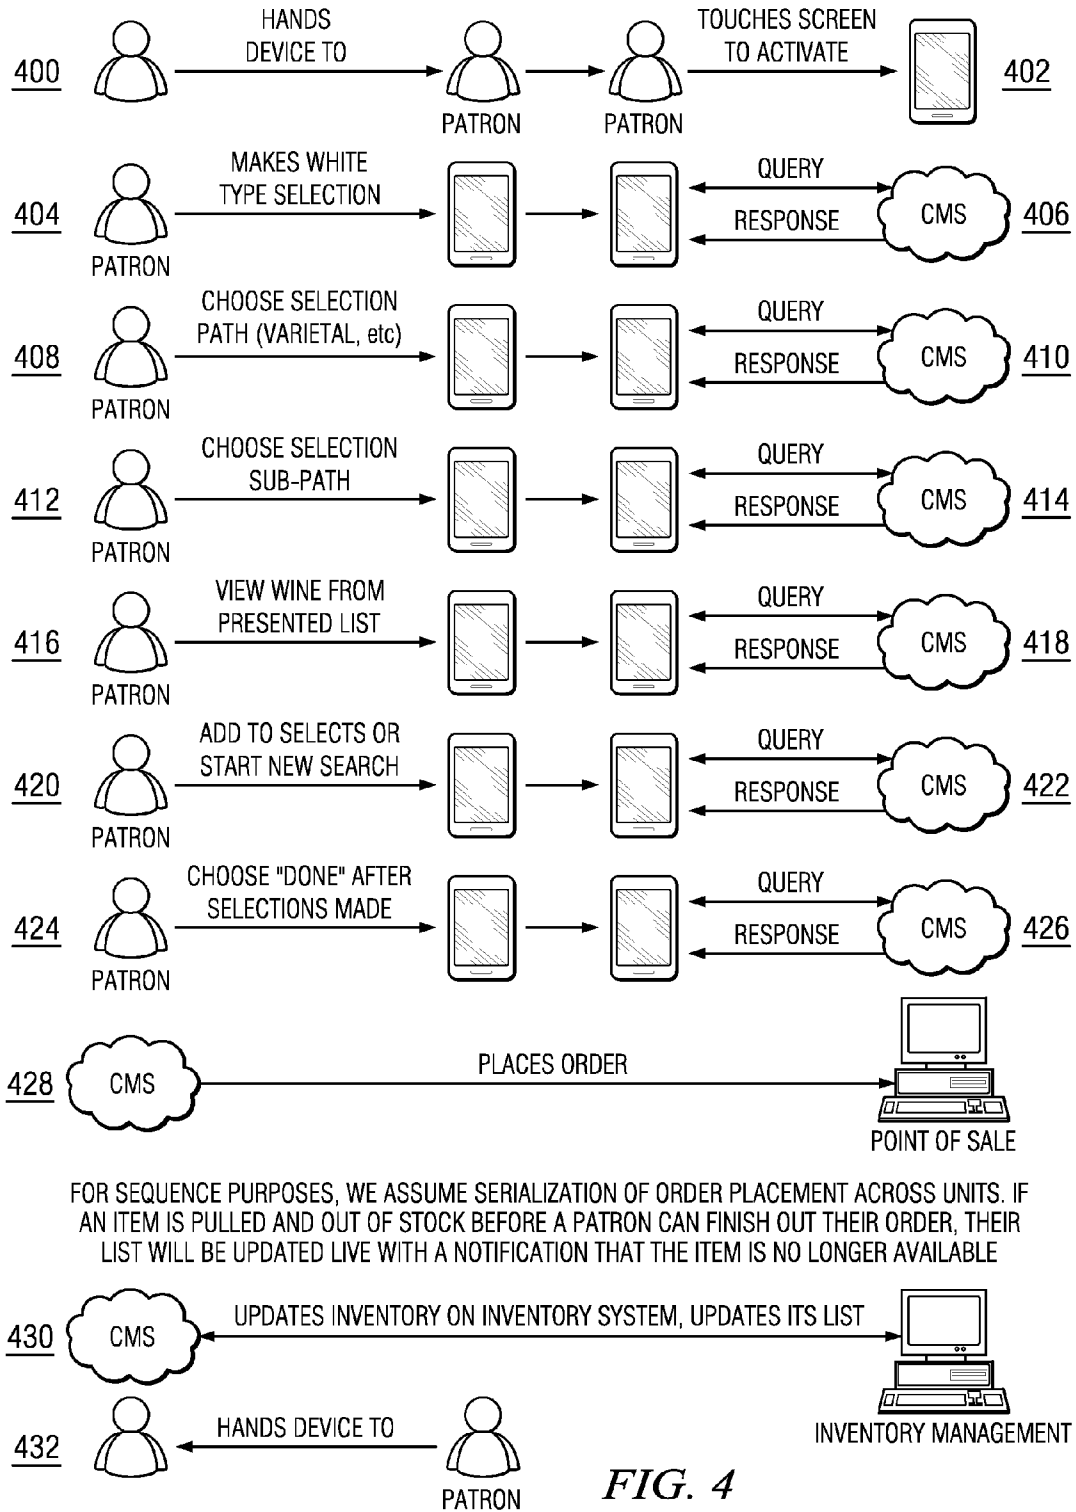 HANDS
DEVICE TO
TOUCHES SCREEN
TO ACTIVATE
400
402
PATRON
PATRON
MAKES WHITE
TYPE SELECTION
QUERY
404
CMS
406
RESPONSE
PATRON
CHOOSE SELECTION
PATH (VARIETAL, etc)
QUERY
408
CMS
410
RESPONSE
PATRON
CHOOSE SELECTION
SUB-PATH
QUERY
412
CMS
414
RESPONSE
PATRON
VIEW WINE FROM
PRESENTED LIST
QUERY
416
CMS
418
RESPONSE
PATRON
ADD TO SELECTS OR
START NEW SEARCH
QUERY
420
CMS
422
RESPONSE
PATRON
CHOOSE "DONE" AFTER
SELECTIONS MADE
QUERY
424
CMS
426
RESPONSE
PATRON
428
CMS
PLACES ORDER
POINT OF SALE
FOR SEQUENCE PURPOSES, WE ASSUME SERIALIZATION OF ORDER PLACEMENT ACROSS UNITS. IF
AN ITEM IS PULLED AND OUT OF STOCK BEFORE A PATRON CAN FINISH OUT THEIR ORDER, THEIR
LIST WILL BE UPDATED LIVE WITH A NOTIFICATION THAT THE ITEM IS NO LONGER AVAILABLE
430
CMS
UPDATES INVENTORY ON INVENTORY SYSTEM, UPDATES ITS LIST
INVENTORY MANAGEMENT
432
HANDS DEVICE TO
PATRON
FIG. 4